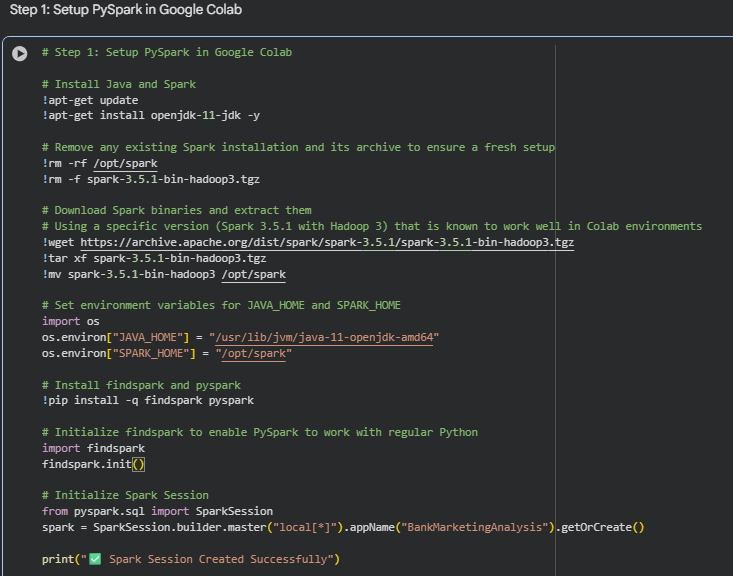 Step 1: Setup PySpark in Google Colab
# Step 1: Setup PySpark in Google Colab
# Install Java and Spark
!apt-get update
!apt-get install openjdk-11-jdk -y
# Remove any existing Spark installation and its archive to ensure a fresh setup
!rm -rf /opt/spark
!rm -f spark-3.5.1-bin-hadoop3.tgz
# Download Spark binaries and extract them
# Using a specific version (Spark 3.5.1 with Hadoop 3) that is known to work well in Colab environments
!wget https://archive.apache.org/dist/spark/spark-3.5.1/spark-3.5.1-bin-hadoop3.tgz
!tar xf spark-3.5.1-bin-hadoop3.tgz
!mv spark-3.5.1-bin-hadoop3 /opt/spark
# Set environment variables for JAVA_HOME and SPARK_HOME
import os
os.environ["JAVA_HOME"] = "/usr/lib/jvm/java-11-openjdk-amd64"
os.environ["SPARK_HOME"] = "/opt/spark"
# Install findspark and pyspark
!pip install -q findspark pyspark
# Initialize findspark to enable PySpark to work with regular Python
import findspark
findspark.init()
# Initialize Spark Session
from pyspark.sql import SparkSession
spark = SparkSession.builder.master("local[*]").appName("BankMarketingAnalysis").getOrCreate()
print("✅ Spark Session Created Successfully")